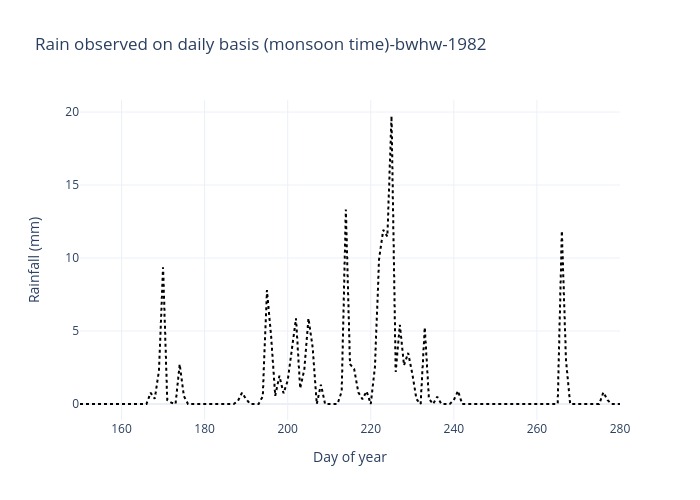 Rain observed on daily basis (monsoon time)-bwhw-1982
20
15
10
5
0
Rainfall (mm)
160 180 200 220 240 260 280
Day of year